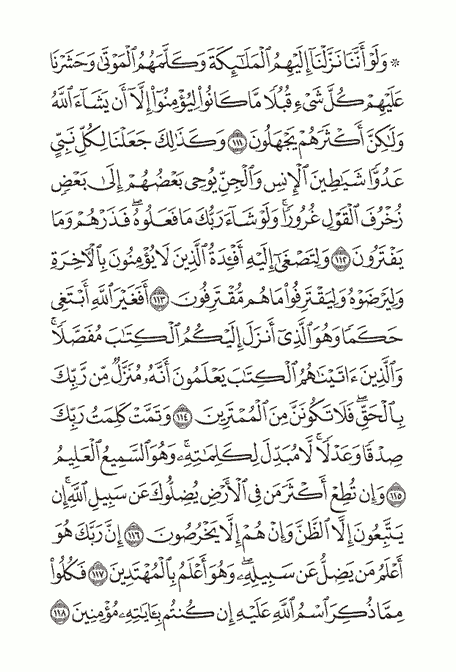 ۞ وَلَوْ أَنَّنَا نَزَّلْنَآ إِلَيْهِمُ ٱلْمَلَـٰٓئِكَةَ وَكَلَّمَهُمُ ٱلْمَوْتَىٰ وَحَشَرْنَا
عَلَيْهِمْ كُلَّ شَىْءٍ قُبُلًا مَّا كَانُوا۟ لِيُؤْمِنُوٓا۟ إِلَّآ أَن يَشَآءَ ٱللَّهُ
وَلَـٰكِنَّ أَكْثَرَهُمْ يَجْهَلُونَ ١١١ وَكَذَٰلِكَ جَعَلْنَا لِكُلِّ نَبِىٍّ
عَدُوًّا شَيَـٰطِينَ ٱلْإِنسِ وَٱلْجِنِّ يُوحِى بَعْضُهُمْ إِلَىٰ بَعْضٍ
زُخْرُفَ ٱلْقَوْلِ غُرُورًا ۚ وَلَوْ شَآءَ رَبُّكَ مَا فَعَلُوهُ ۖ فَذَرْهُمْ وَمَا
يَفْتَرُونَ ١١٢ وَلِتَصْغَىٰٓ إِلَيْهِ أَفْـِٔدَةُ ٱلَّذِينَ لَا يُؤْمِنُونَ بِٱلْـَٔاخِرَةِ
وَلِيَرْضَوْهُ وَلِيَقْتَرِفُوا۟ مَا هُم مُّقْتَرِفُونَ ١١٣ أَفَغَيْرَ ٱللَّهِ أَبْتَغِى
حَكَمًا وَهُوَ ٱلَّذِىٓ أَنزَلَ إِلَيْكُمُ ٱلْكِتَـٰبَ مُفَصَّلًا ۚ
وَٱلَّذِينَ ءَاتَيْنَـٰهُمُ ٱلْكِتَـٰبَ يَعْلَمُونَ أَنَّهُۥ مُنَزَّلٌ مِّن رَّبِّكَ
بِٱلْحَقِّ ۖ فَلَا تَكُونَنَّ مِنَ ٱلْمُمْتَرِينَ ١١٤ وَتَمَّتْ كَلِمَتُ رَبِّكَ
صِدْقًا وَعَدْلًا ۚ لَّا مُبَدِّلَ لِكَلِمَـٰتِهِۦ ۚ وَهُوَ ٱلسَّمِيعُ ٱلْعَلِيمُ
١١٥ وَإِن تُطِعْ أَكْثَرَ مَن فِى ٱلْأَرْضِ يُضِلُّوكَ عَن سَبِيلِ ٱللَّهِ ۚ إِن
يَتَّبِعُونَ إِلَّا ٱلظَّنَّ وَإِنْ هُمْ إِلَّا يَخْرُصُونَ ١١٦ إِنَّ رَبَّكَ هُوَ
أَعْلَمُ مَن يَضِلُّ عَن سَبِيلِهِۦ ۖ وَهُوَ أَعْلَمُ بِٱلْمُهْتَدِينَ ١١٧ فَكُلُوا۟
مِمَّا ذُكِرَ ٱسْمُ ٱللَّهِ عَلَيْهِ إِن كُنتُم بِـَٔايَـٰتِهِۦ مُؤْمِنِينَ ١١٨